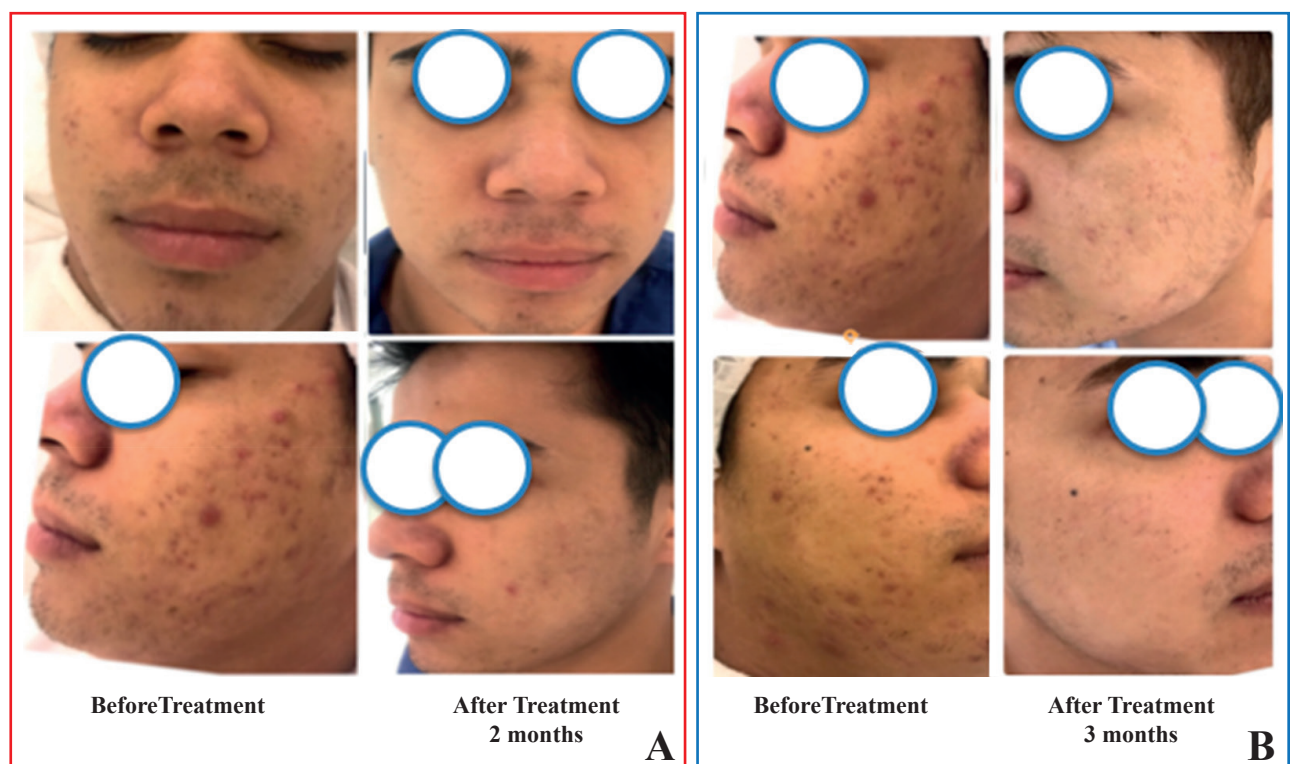 BeforeTreatment
After Treatment
2 months
A
BeforeTreatment
After Treatment
3 months
B